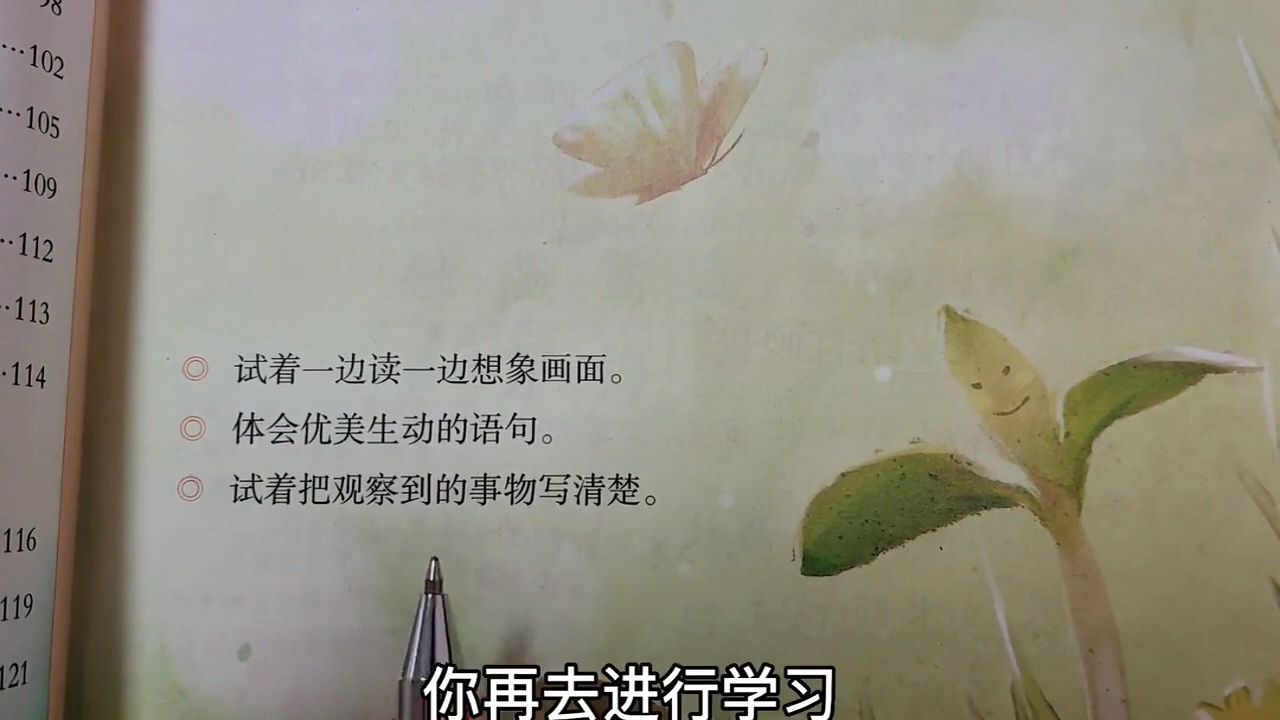 98
…102
…105
…109
…112
…113
…114
116
119
121
◎ 试着一边读一边想象画面。
◎ 体会优美生动的语句。
◎ 试着把观察到的事物写清楚。
你再去进行学习